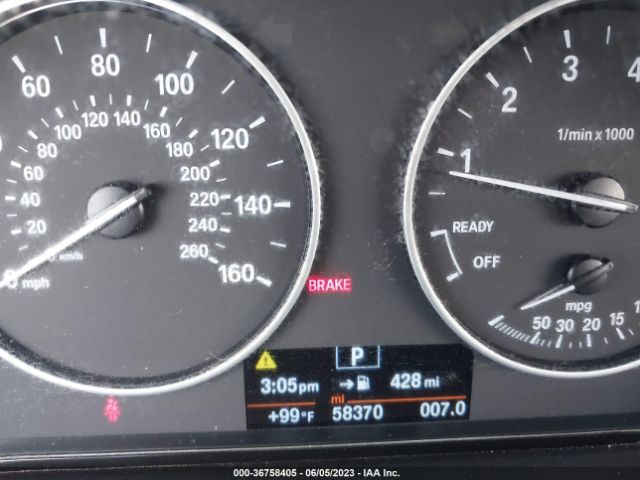 60 80 100 120 140 160
20 40 60 80 100 120 140 160 180 200 220 240 260
km/h
0 mph
BRAKE
1 2 3 4
1/min x 1000
READY
OFF
mpg
50 30 20 15
P
3:05pm 428 mi
mi
+99°F 58370 007.0
000-36758405 / 06/05/2023 - IAA Inc.